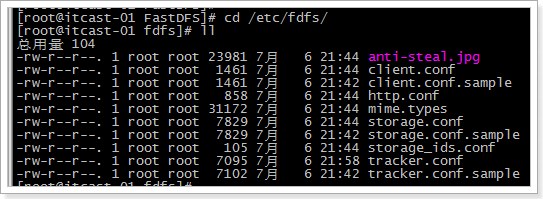 [root@itcast-01 FastDFS]# cd /etc/fdfs/
[root@itcast-01 fdfs]# ll
总用量 104
-rw-r--r--. 1 root root 23981 7月   6 21:44 anti-steal.jpg
-rw-r--r--. 1 root root  1461 7月   6 21:44 client.conf
-rw-r--r--. 1 root root  1461 7月   6 21:42 client.conf.sample
-rw-r--r--. 1 root root   858 7月   6 21:44 http.conf
-rw-r--r--. 1 root root 31172 7月   6 21:44 mime.types
-rw-r--r--. 1 root root  7829 7月   6 21:44 storage.conf
-rw-r--r--. 1 root root  7829 7月   6 21:42 storage.conf.sample
-rw-r--r--. 1 root root   105 7月   6 21:44 storage_ids.conf
-rw-r--r--. 1 root root  7095 7月   6 21:58 tracker.conf
-rw-r--r--. 1 root root  7102 7月   6 21:42 tracker.conf.sample
[root@itcast-01 fdfs]#